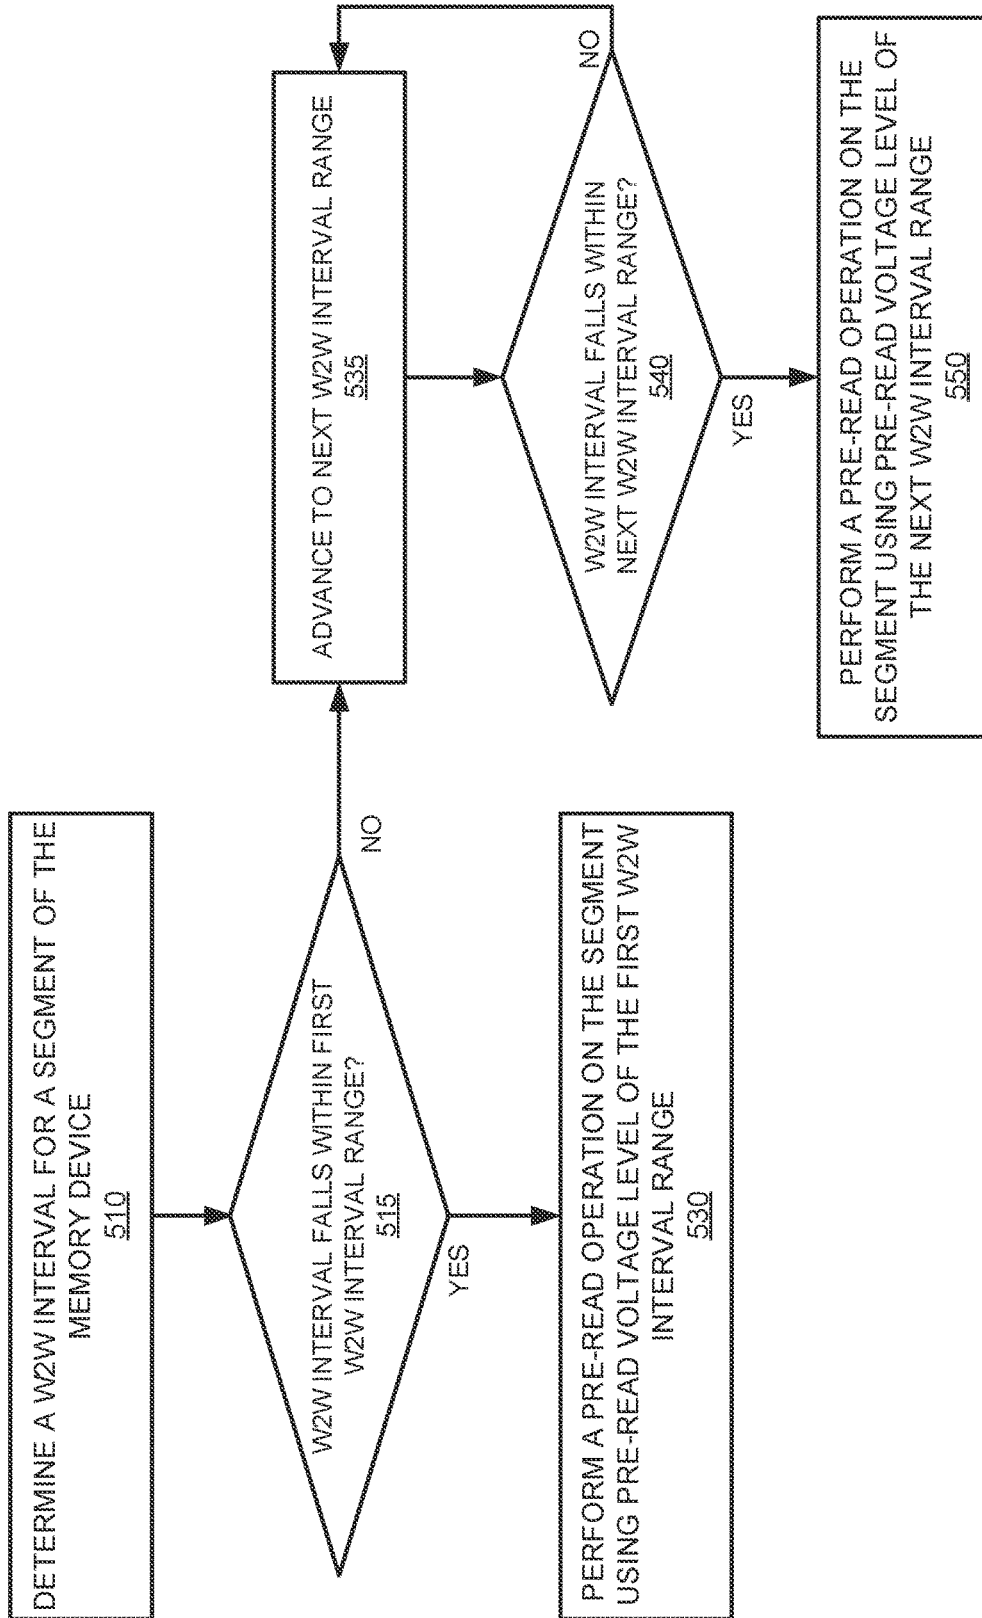 DETERMINE A W2W INTERVAL FOR A SEGMENT OF THE
MEMORY DEVICE
510
W2W INTERVAL FALLS WITHIN FIRST
W2W INTERVAL RANGE?
515
NO
YES
PERFORM A PRE-READ OPERATION ON THE SEGMENT
USING PRE-READ VOLTAGE LEVEL OF THE FIRST W2W
INTERVAL RANGE
530
ADVANCE TO NEXT W2W INTERVAL RANGE
535
W2W INTERVAL FALLS WITHIN
NEXT W2W INTERVAL RANGE?
540
NO
YES
PERFORM A PRE-READ OPERATION ON THE
SEGMENT USING PRE-READ VOLTAGE LEVEL OF
THE NEXT W2W INTERVAL RANGE
550